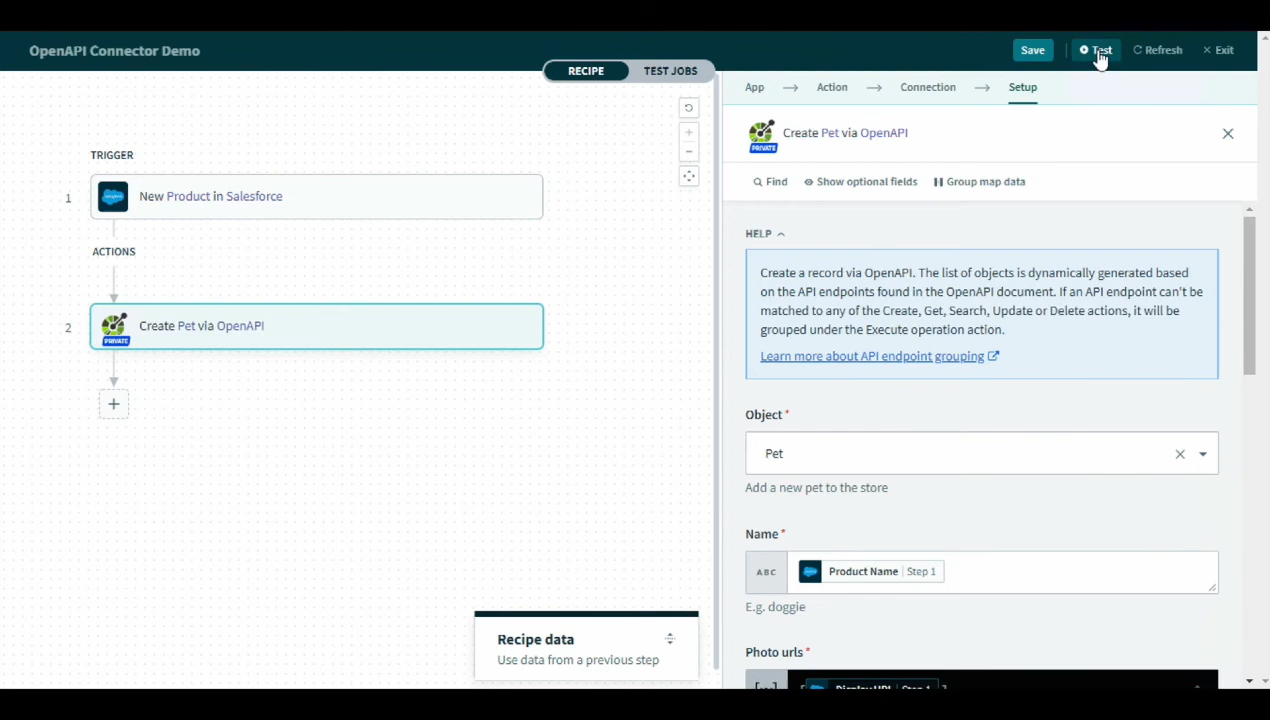 OpenAPI Connector Demo
Save
Test
Refresh
Exit
RECIPE
TEST JOBS
App
Action
Connection
Setup
Create Pet via OpenAPI
PRIVATE
Find
Show optional fields
Group map data
TRIGGER
1
New Product in Salesforce
ACTIONS
2
PRIVATE
Create Pet via OpenAPI
HELP
Create a record via OpenAPI. The list of objects is dynamically generated based
on the API endpoints found in the OpenAPI document. If an API endpoint can't be
matched to any of the Create, Get, Search, Update or Delete actions, it will be
grouped under the Execute operation action.
Learn more about API endpoint grouping
Object*
Pet
Add a new pet to the store
Name*
ABC
Product Name | Step 1
E.g. doggie
Photo urls*
[ Display URL | Step 1 ]
Recipe data
Use data from a previous step